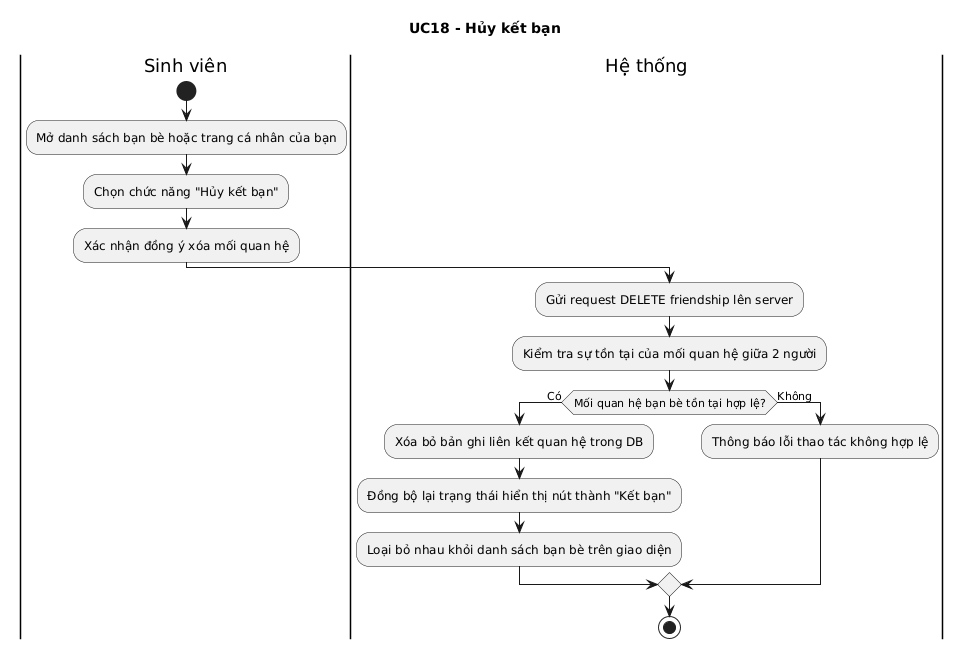 UC18 - Hủy kết bạn
Sinh viên
Hệ thống
Mở danh sách bạn bè hoặc trang cá nhân của bạn
Chọn chức năng "Hủy kết bạn"
Xác nhận đồng ý xóa mối quan hệ
Gửi request DELETE friendship lên server
Kiểm tra sự tồn tại của mối quan hệ giữa 2 người
Có
Mối quan hệ bạn bè tồn tại hợp lệ?
Không
Xóa bỏ bản ghi liên kết quan hệ trong DB
Thông báo lỗi thao tác không hợp lệ
Đồng bộ lại trạng thái hiển thị nút thành "Kết bạn"
Loại bỏ nhau khỏi danh sách bạn bè trên giao diện